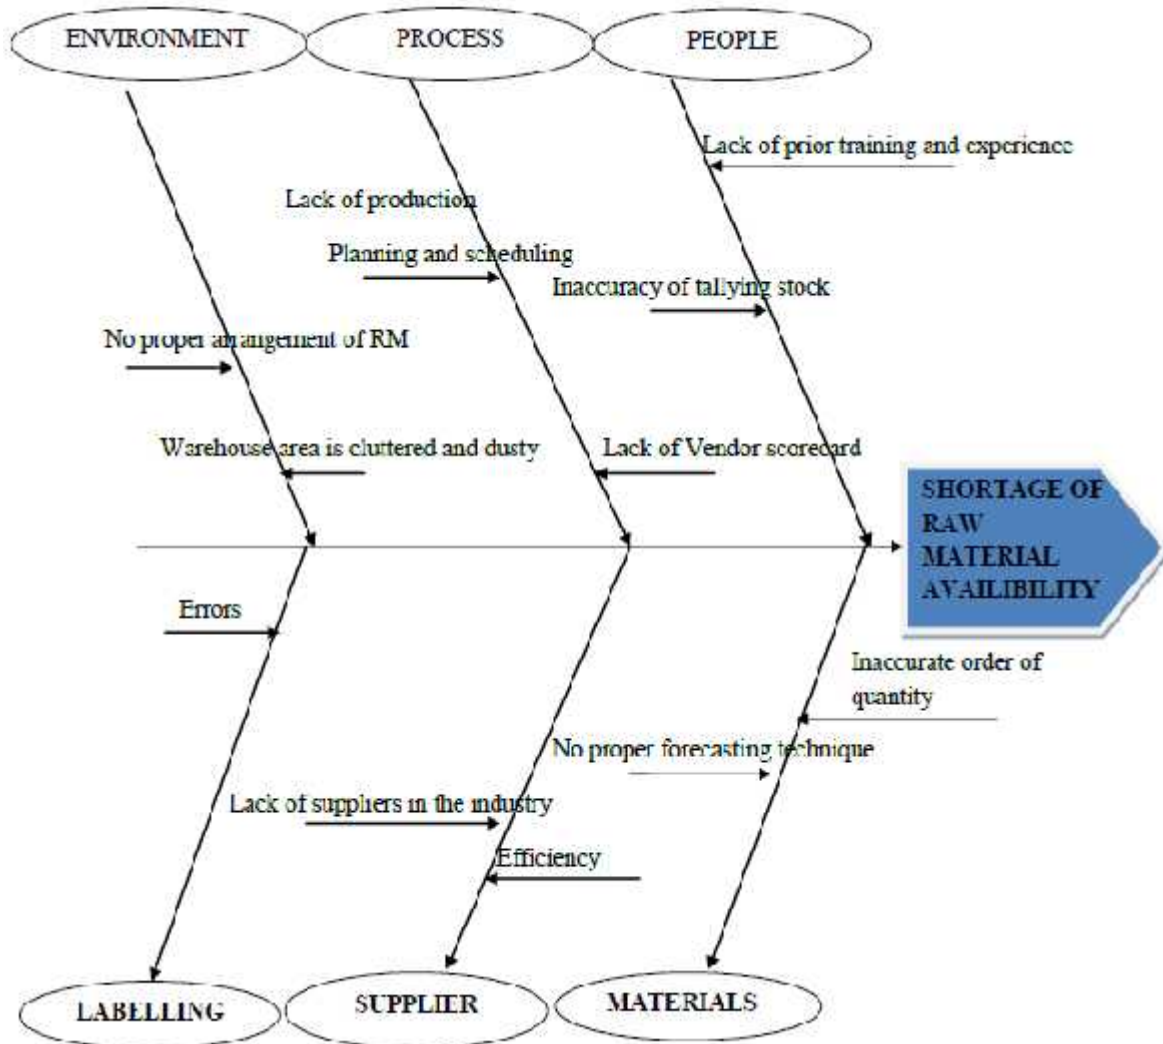 ENVIRONMENT
PROCESS
PEOPLE
Lack of prior training and experience
Lack of production
Planning and scheduling
Inaccuracy of tallying stock
No proper arrangement of RM
Warehouse area is cluttered and dusty
Lack of Vendor scorecard
SHORTAGE OF
RAW
MATERIAL
AVAILIBILITY
Errors
Inaccurate order of
quantity
No proper forecasting technique
Lack of suppliers in the industry
Efficiency
LABELLING
SUPPLIER
MATERIALS